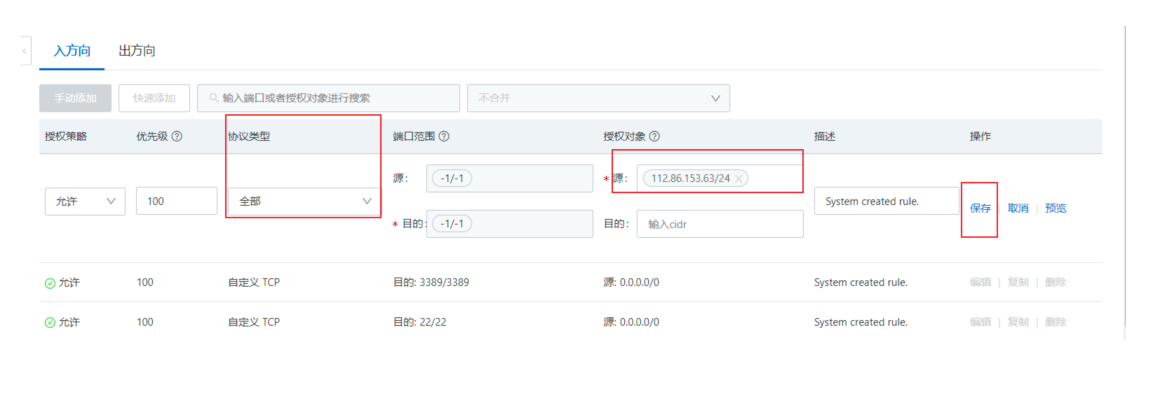 入方向 出方向
手动添加 快速添加 输入端口或者授权对象进行搜索 不合并
授权策略 优先级 协议类型 端口范围 授权对象 描述 操作
源: -1/-1 * 源: 112.86.153.63/24
允许 100 全部 System created rule. 保存 | 取消 | 预览
* 目的: -1/-1 目的: 输入cidr
允许 100 自定义 TCP 目的: 3389/3389 源: 0.0.0.0/0 System created rule. 编辑 | 复制 | 删除
允许 100 自定义 TCP 目的: 22/22 源: 0.0.0.0/0 System created rule. 编辑 | 复制 | 删除